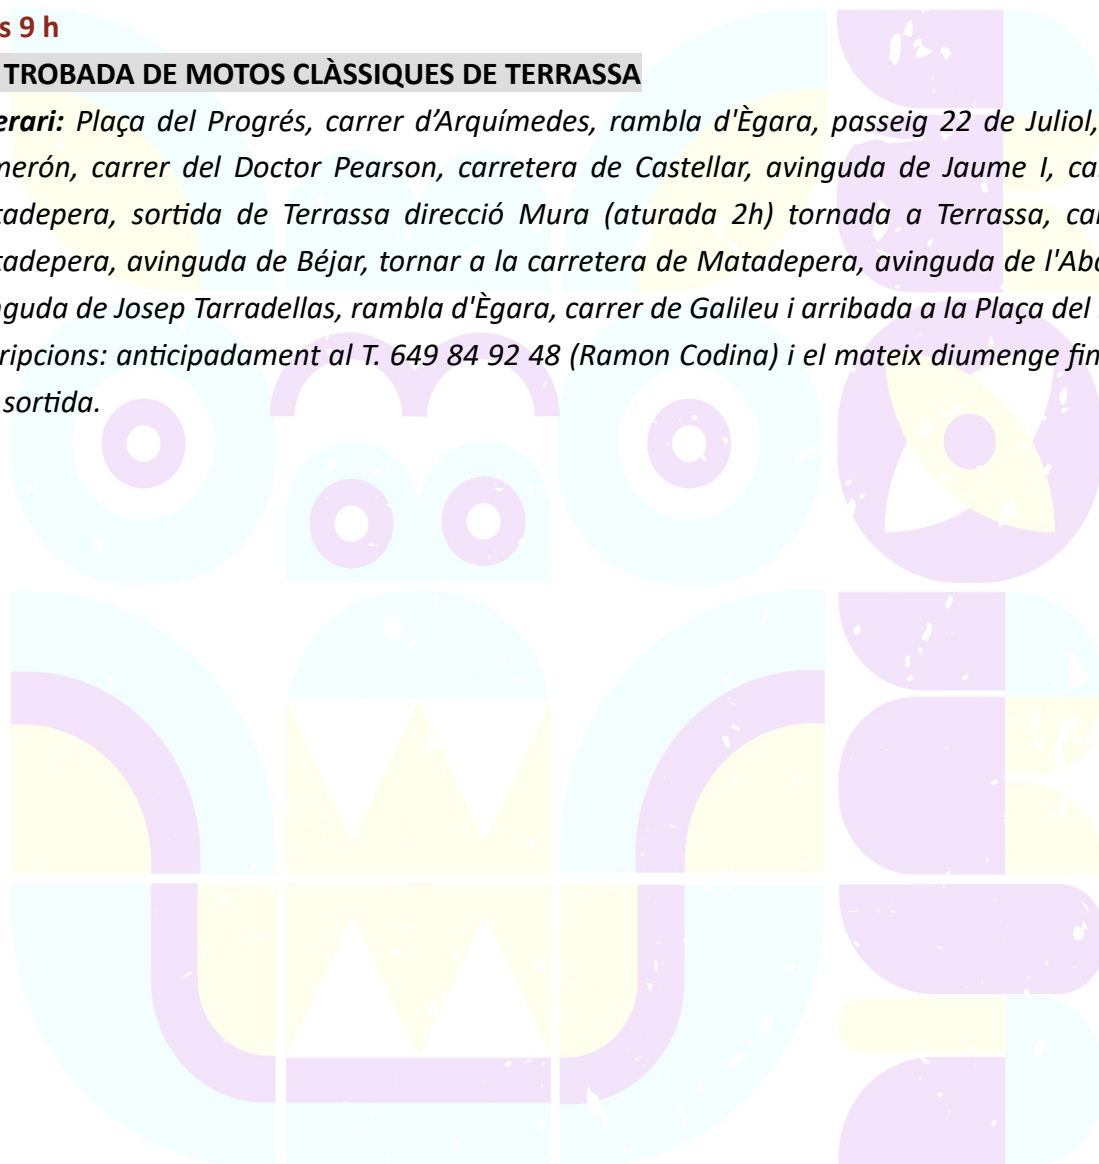 s 9 h
TROBADA DE MOTOS CLÀSSIQUES DE TERRASSA
erari: Plaça del Progrés, carrer d’Arquímedes, rambla d'Ègara, passeig 22 de Juliol,
merón, carrer del Doctor Pearson, carretera de Castellar, avinguda de Jaume I, ca
tadepera, sortida de Terrassa direcció Mura (aturada 2h) tornada a Terrassa, ca
tadepera, avinguda de Béjar, tornar a la carretera de Matadepera, avinguda de l'Ab
nguda de Josep Tarradellas, rambla d'Ègara, carrer de Galileu i arribada a la Plaça del
cripcions: anticipadament al T. 649 84 92 48 (Ramon Codina) i el mateix diumenge fin
sortida.